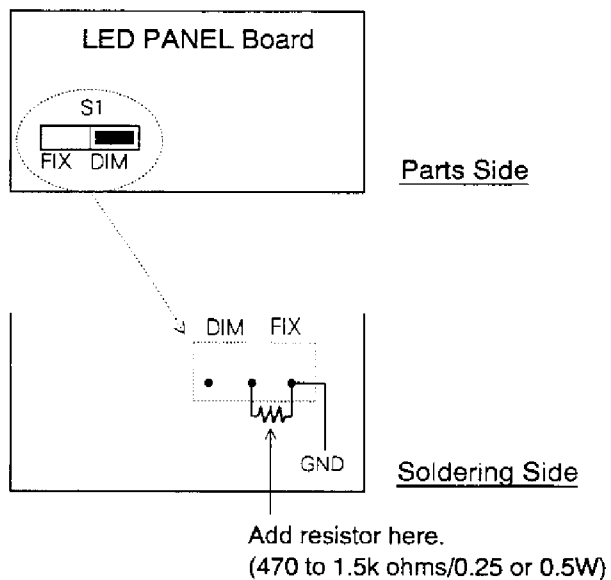 LED PANEL Board
S1
FIX DIM
Parts Side
DIM FIX
GND
Soldering Side
Add resistor here.
(470 to 1.5k ohms/0.25 or 0.5W)